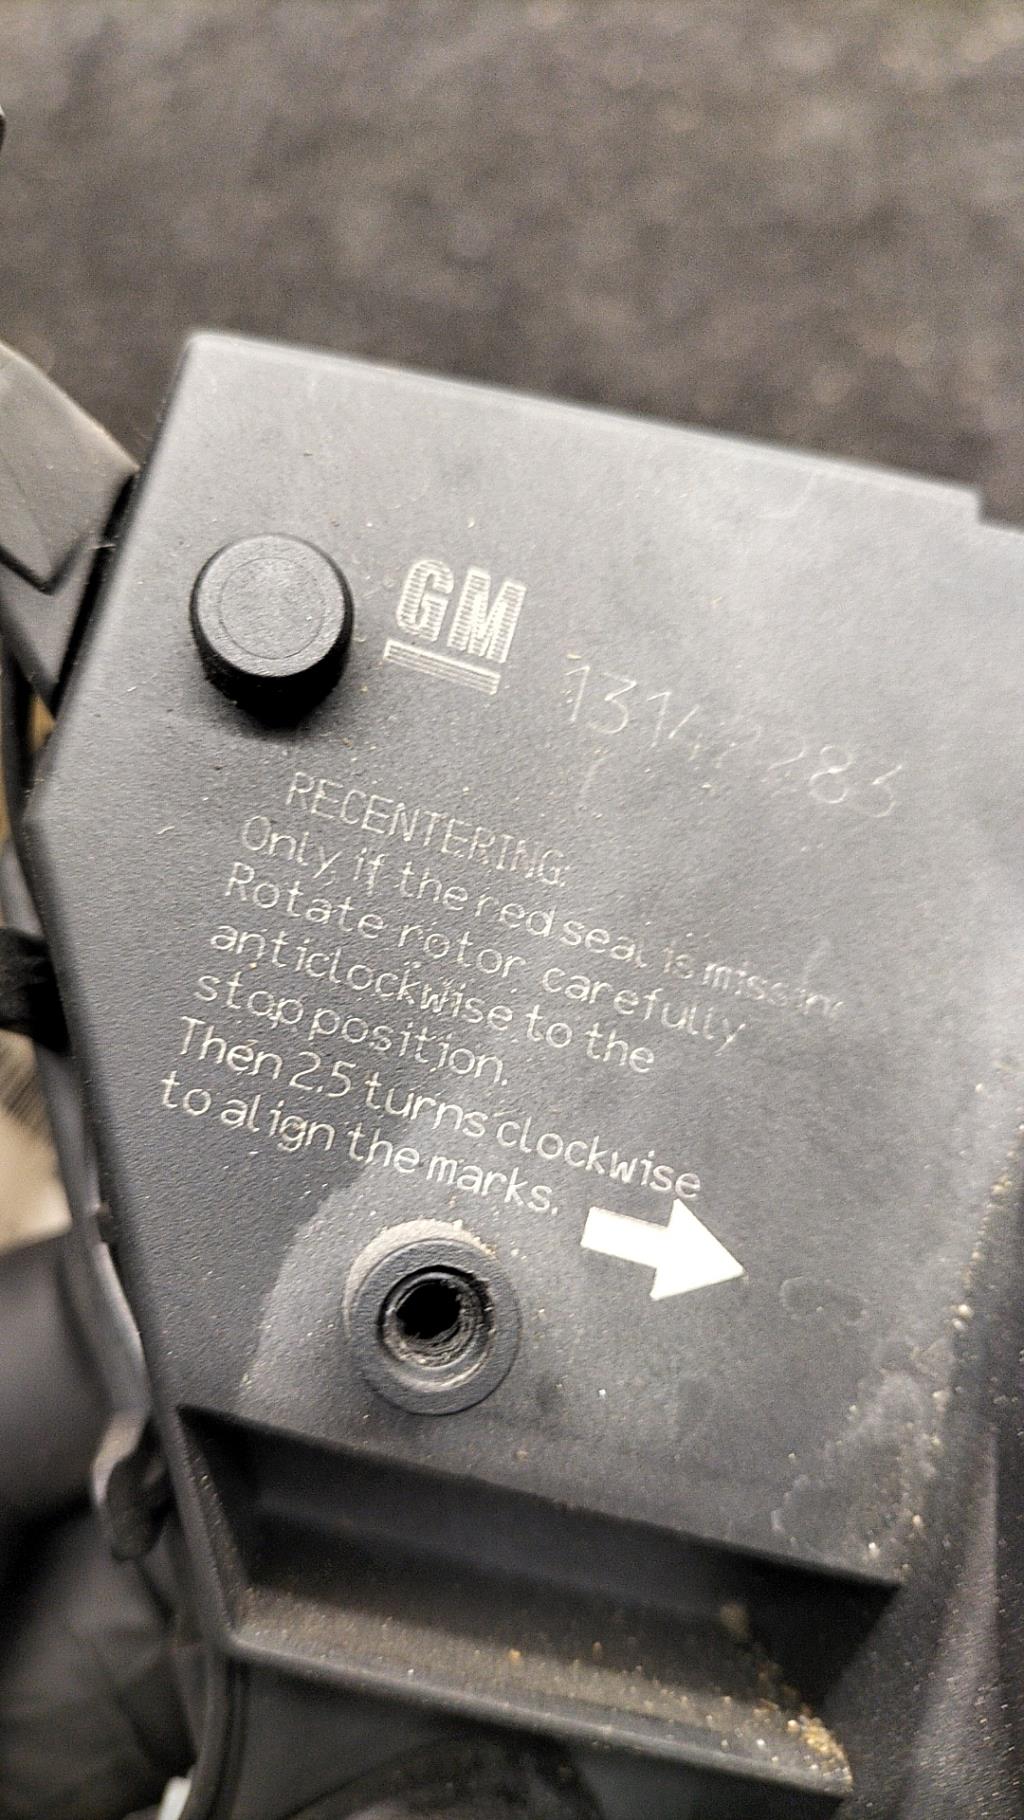 GM
RECENTERING:
Only if the red seal is missing
Rotate rotor carefully
anticlockwise to the
stop position.
Then 2.5 turns clockwise
to align the marks.